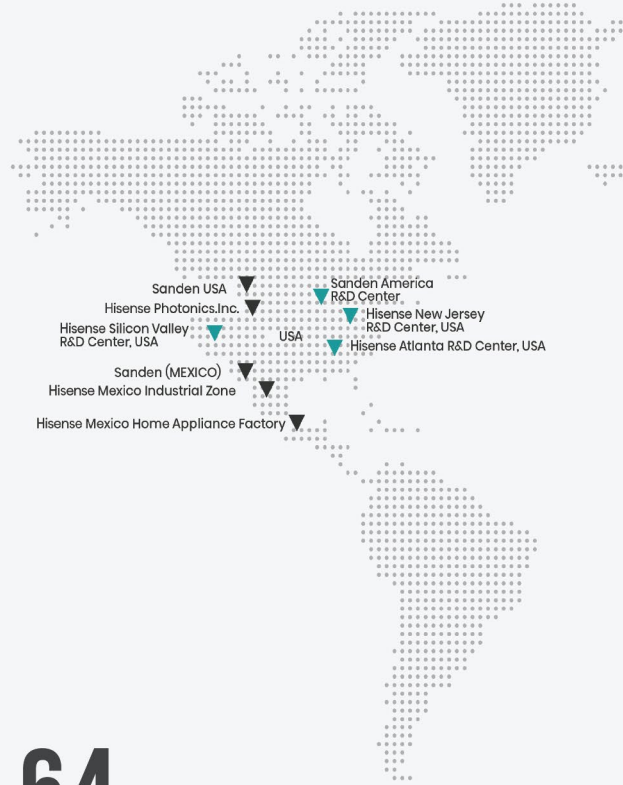 Sanden USA
Sanden America
R&D Center
Hisense Photonics.Inc.
Hisense New Jersey
R&D Center, USA
Hisense Silicon Valley
R&D Center, USA
USA
Hisense Atlanta R&D Center, USA
Sanden (MEXICO)
Hisense Mexico Industrial Zone
Hisense Mexico Home Appliance Factory
64